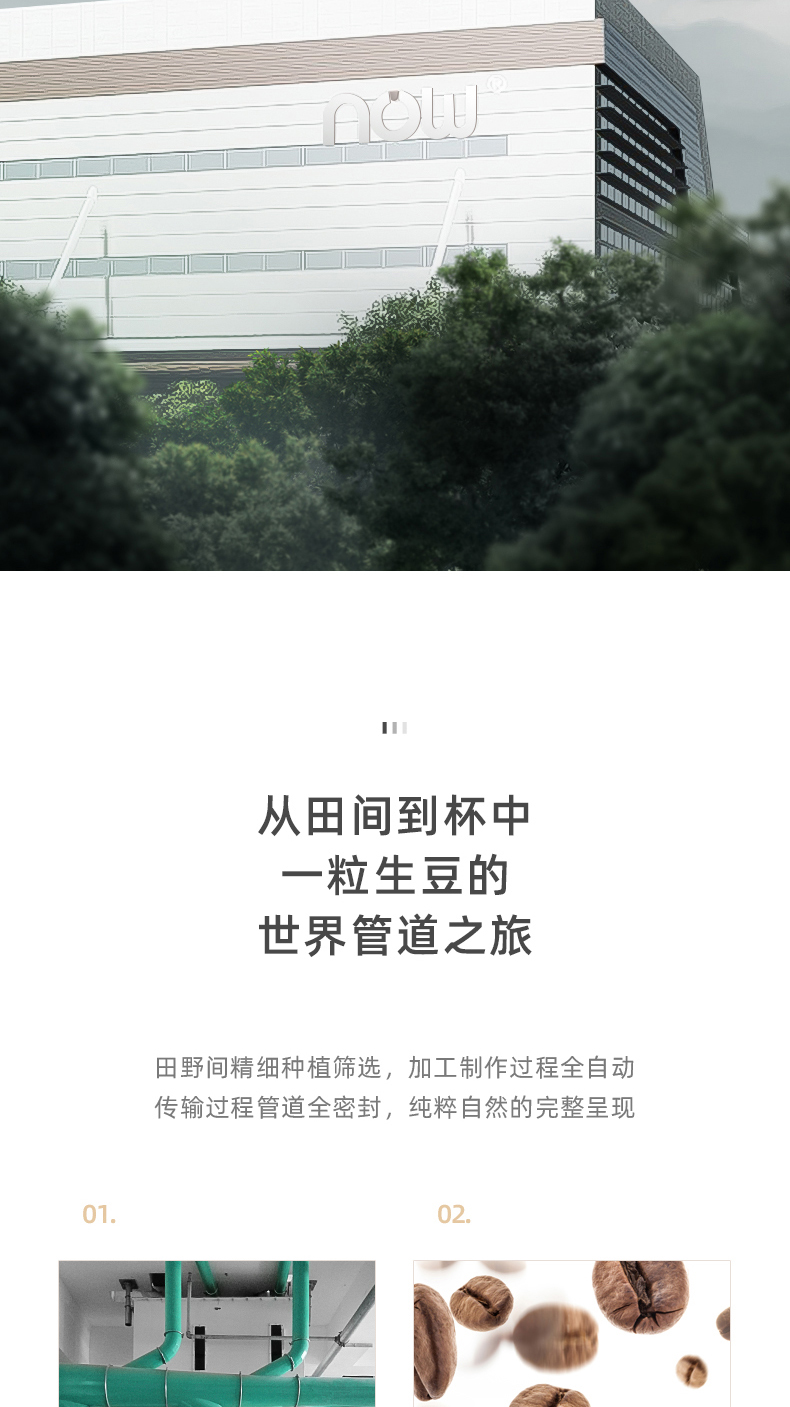 now®
从田间到杯中
一粒生豆的
世界管道之旅
田野间精细种植筛选，加工制作过程全自动
传输过程管道全密封，纯粹自然的完整呈现
01.
02.